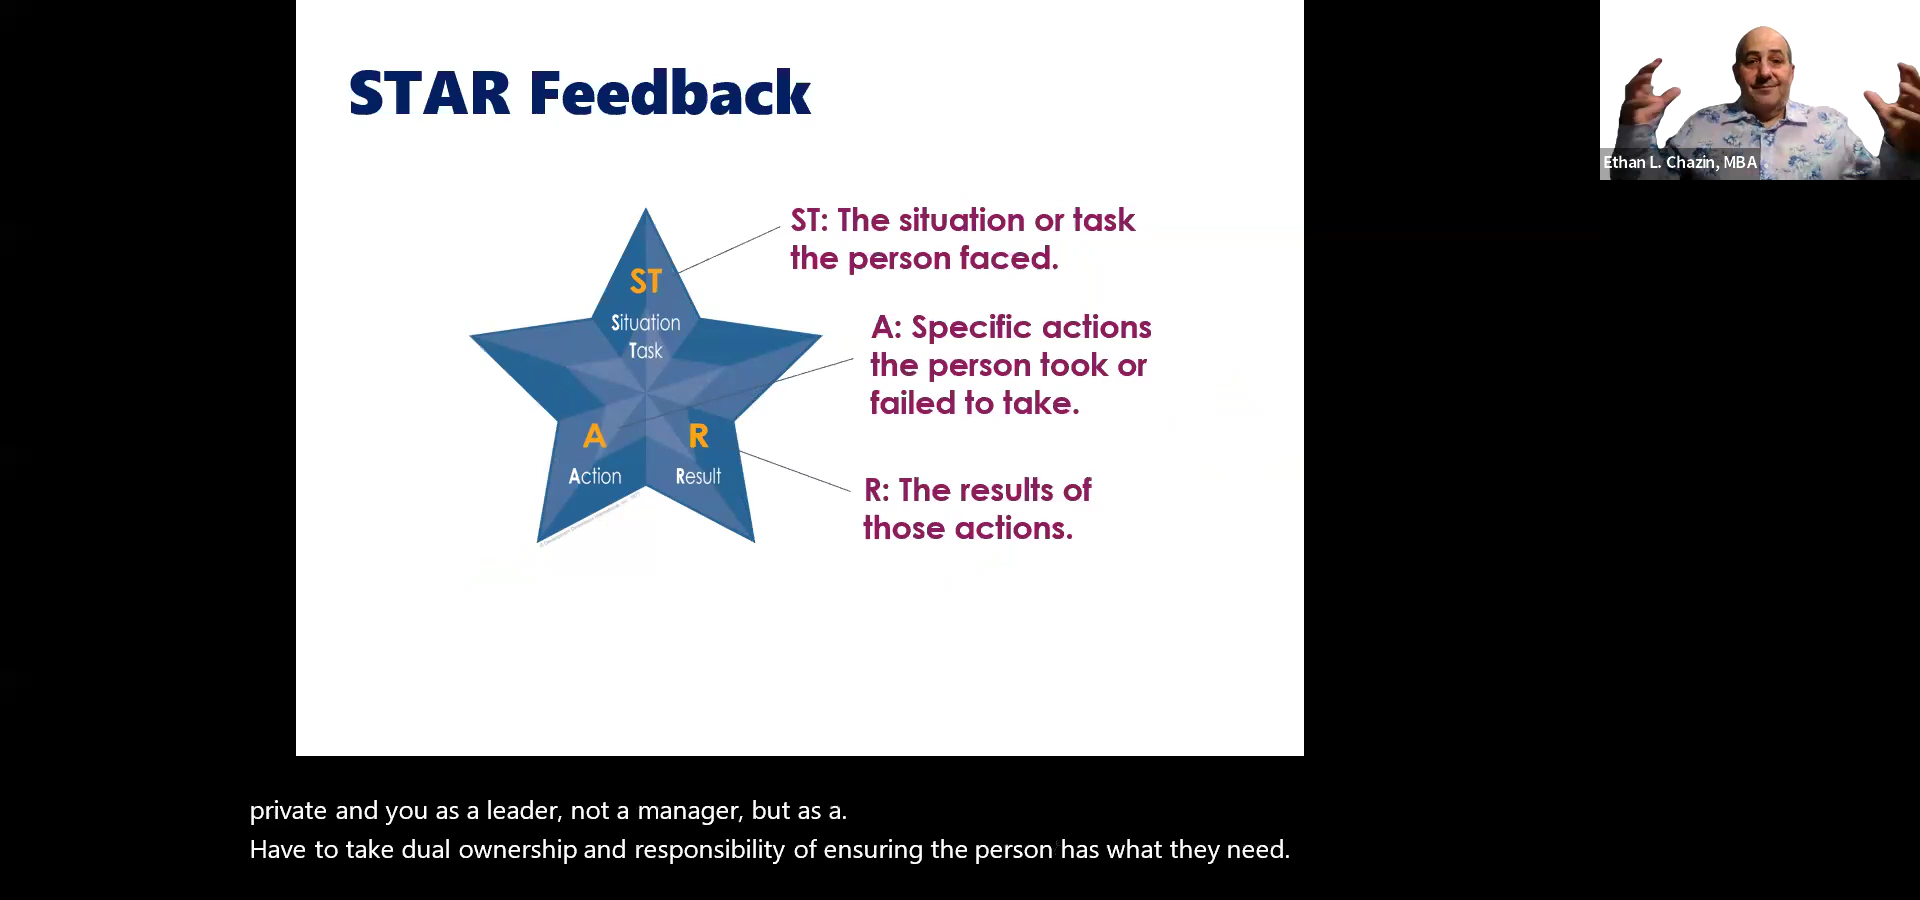 STAR Feedback
Ethan L. Chazin, MBA
ST: The situation or task
the person faced.
ST
Situation
Task
A: Specific actions
the person took or
failed to take.
A
Action
R
Result
R: The results of
those actions.
private and you as a leader, not a manager, but as a.
Have to take dual ownership and responsibility of ensuring the person has what they need.